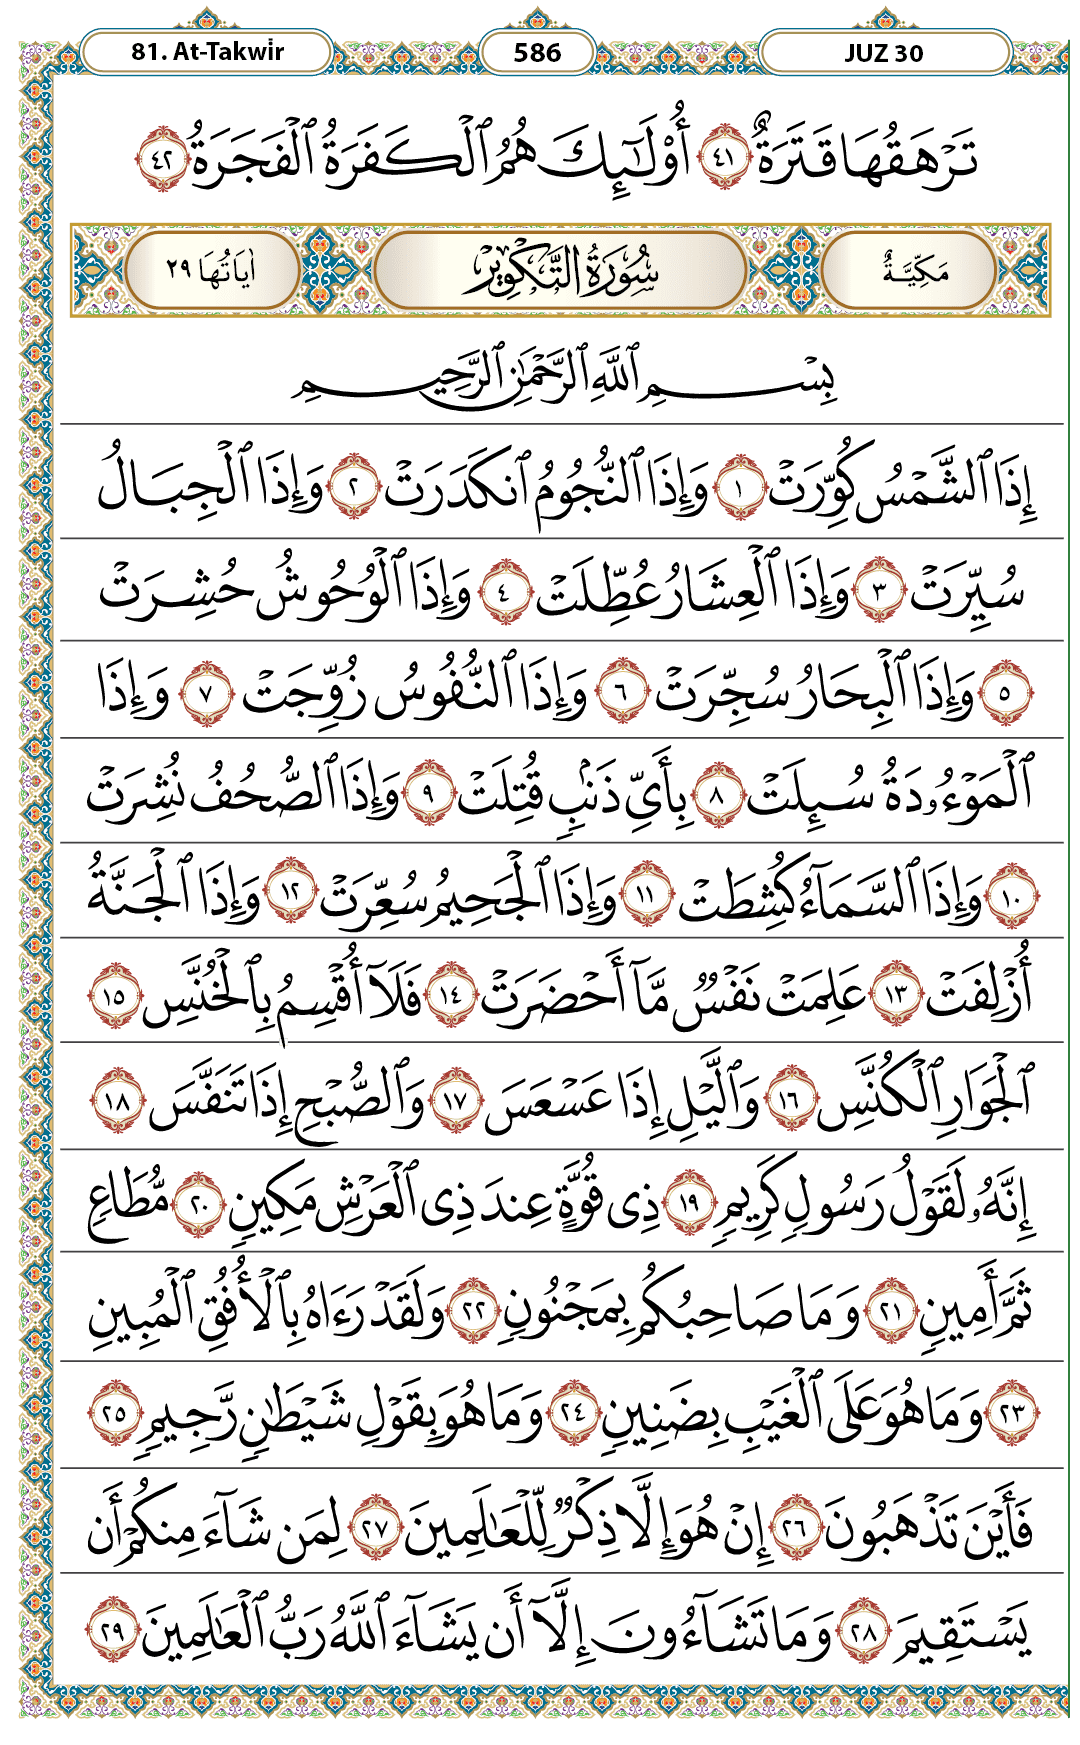 81. At-Takwir 586 JUZ 30
تَرْهَقُهَا قَتَرَةٌ ٤١ أُوْلَٰٓئِكَ هُمُ ٱلْكَفَرَةُ ٱلْفَجَرَةُ ٤٢
مَكِّيَّةٌ سُورَةُ التَّكْوِيرِ اٰيَاتُهَا ٢٩
بِسْمِ ٱللَّهِ ٱلرَّحْمَٰنِ ٱلرَّحِيمِ
إِذَا ٱلشَّمْسُ كُوِّرَتْ ١ وَإِذَا ٱلنُّجُومُ ٱنكَدَرَتْ ٢ وَإِذَا ٱلْجِبَالُ
سُيِّرَتْ ٣ وَإِذَا ٱلْعِشَارُ عُطِّلَتْ ٤ وَإِذَا ٱلْوُحُوشُ حُشِرَتْ
٥ وَإِذَا ٱلْبِحَارُ سُجِّرَتْ ٦ وَإِذَا ٱلنُّفُوسُ زُوِّجَتْ ٧ وَإِذَا
ٱلْمَوْءُۥدَةُ سُئِلَتْ ٨ بِأَيِّ ذَنۢبٍ قُتِلَتْ ٩ وَإِذَا ٱلصُّحُفُ نُشِرَتْ
١٠ وَإِذَا ٱلسَّمَآءُ كُشِطَتْ ١١ وَإِذَا ٱلْجَحِيمُ سُعِّرَتْ ١٢ وَإِذَا ٱلْجَنَّةُ
أُزْلِفَتْ ١٣ عَلِمَتْ نَفْسٌ مَّآ أَحْضَرَتْ ١٤ فَلَآ أُقْسِمُ بِٱلْخُنَّسِ ١٥
ٱلْجَوَارِ ٱلْكُنَّسِ ١٦ وَٱلَّيْلِ إِذَا عَسْعَسَ ١٧ وَٱلصُّبْحِ إِذَا تَنَفَّسَ ١٨
إِنَّهُۥ لَقَوْلُ رَسُولٍ كَرِيمٍ ١٩ ذِى قُوَّةٍ عِندَ ذِى ٱلْعَرْشِ مَكِينٍ ٢٠ مُّطَاعٍ
ثَمَّ أَمِينٍ ٢١ وَمَا صَاحِبُكُم بِمَجْنُونٍ ٢٢ وَلَقَدْ رَءَاهُ بِٱلْأُفُقِ ٱلْمُبِينِ
٢٣ وَمَا هُوَ عَلَى ٱلْغَيْبِ بِضَنِينٍ ٢٤ وَمَا هُوَ بِقَوْلِ شَيْطَٰنٍ رَّجِيمٍ ٢٥
فَأَيْنَ تَذْهَبُونَ ٢٦ إِنْ هُوَ إِلَّا ذِكْرٌ لِّلْعَٰلَمِينَ ٢٧ لِمَن شَآءَ مِنكُمْ أَن
يَسْتَقِيمَ ٢٨ وَمَا تَشَآءُونَ إِلَّآ أَن يَشَآءَ ٱللَّهُ رَبُّ ٱلْعَٰلَمِينَ ٢٩